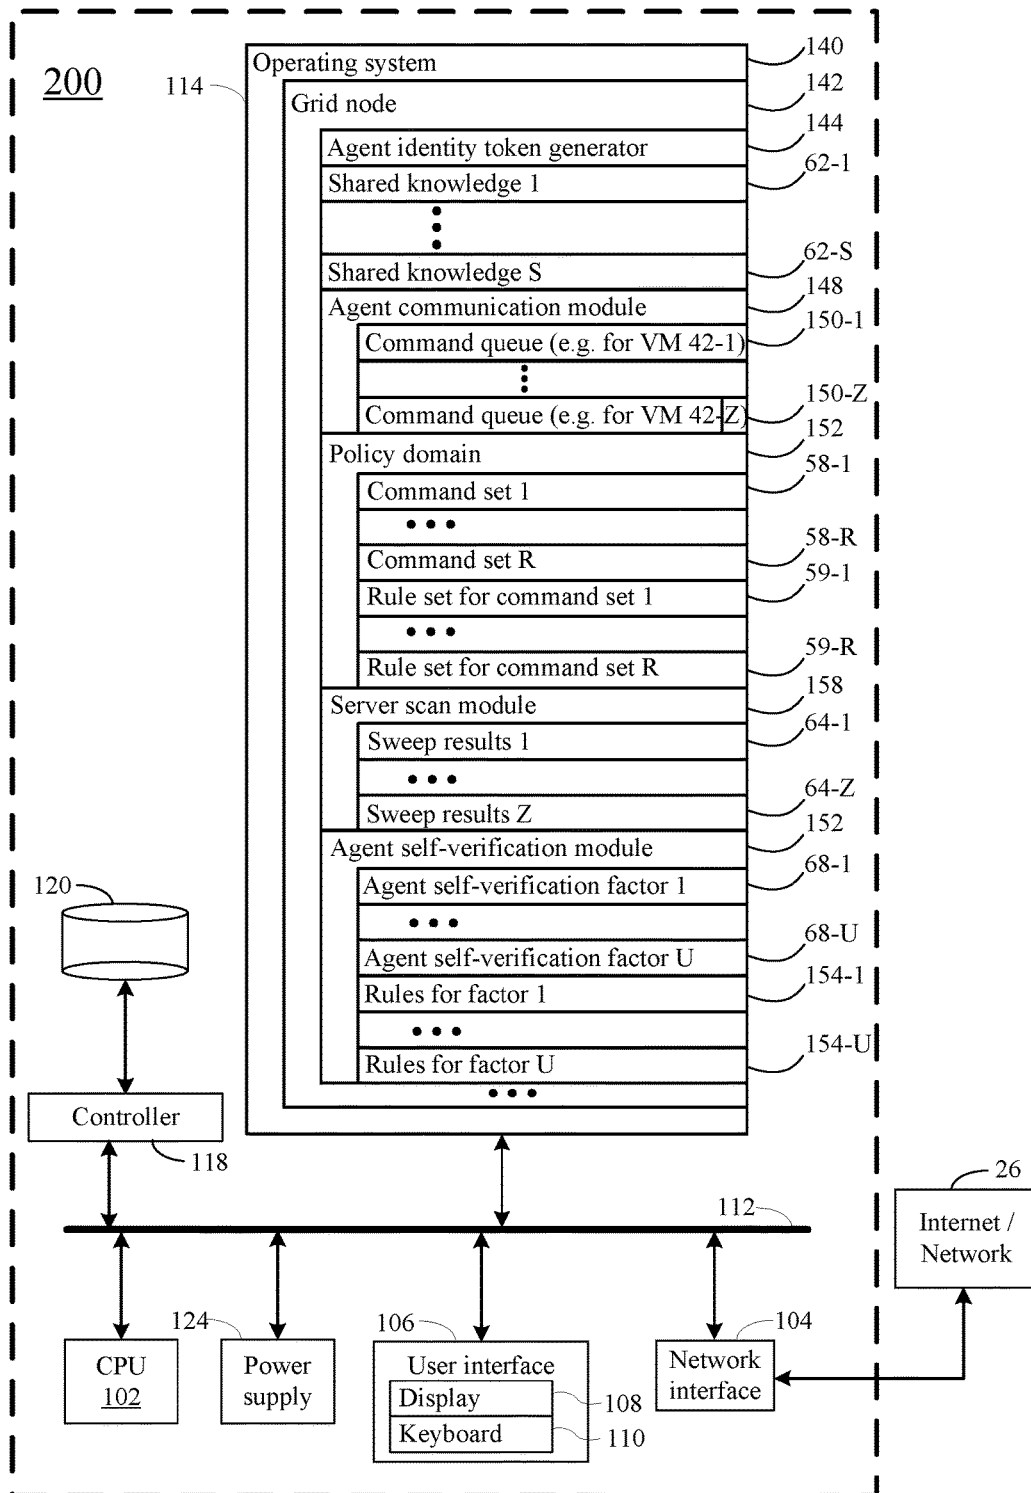 200
114
Operating system
140
Grid node
142
Agent identity token generator
144
Shared knowledge 1
62-1
Shared knowledge S
62-S
Agent communication module
148
Command queue (e.g. for VM 42-1)
150-1
Command queue (e.g. for VM 42-Z)
150-Z
Policy domain
152
Command set 1
58-1
Command set R
58-R
Rule set for command set 1
59-1
Rule set for command set R
59-R
Server scan module
158
Sweep results 1
64-1
Sweep results Z
64-Z
Agent self-verification module
152
Agent self-verification factor 1
68-1
Agent self-verification factor U
68-U
Rules for factor 1
154-1
Rules for factor U
154-U
120
Controller
118
112
26
Internet /
Network
CPU
102
124
Power
supply
106
User interface
Display
108
Keyboard
110
104
Network
interface